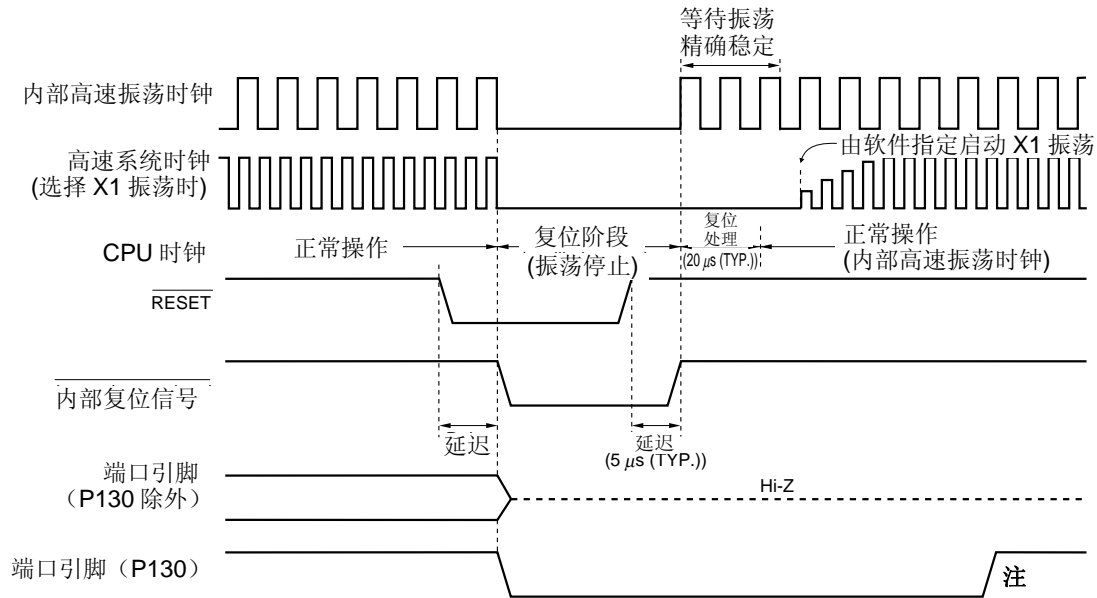 等待振荡
精确稳定
内部高速振荡时钟
高速系统时钟
(选择 X1 振荡时)
由软件指定启动 X1 振荡
CPU 时钟
正常操作
复位阶段
(振荡停止)
复位
处理
(20 μs (TYP.))
正常操作
(内部高速振荡时钟)
RESET
内部复位信号
延迟
延迟
(5 μs (TYP.))
端口引脚
（P130 除外）
Hi-Z
端口引脚（P130）
注